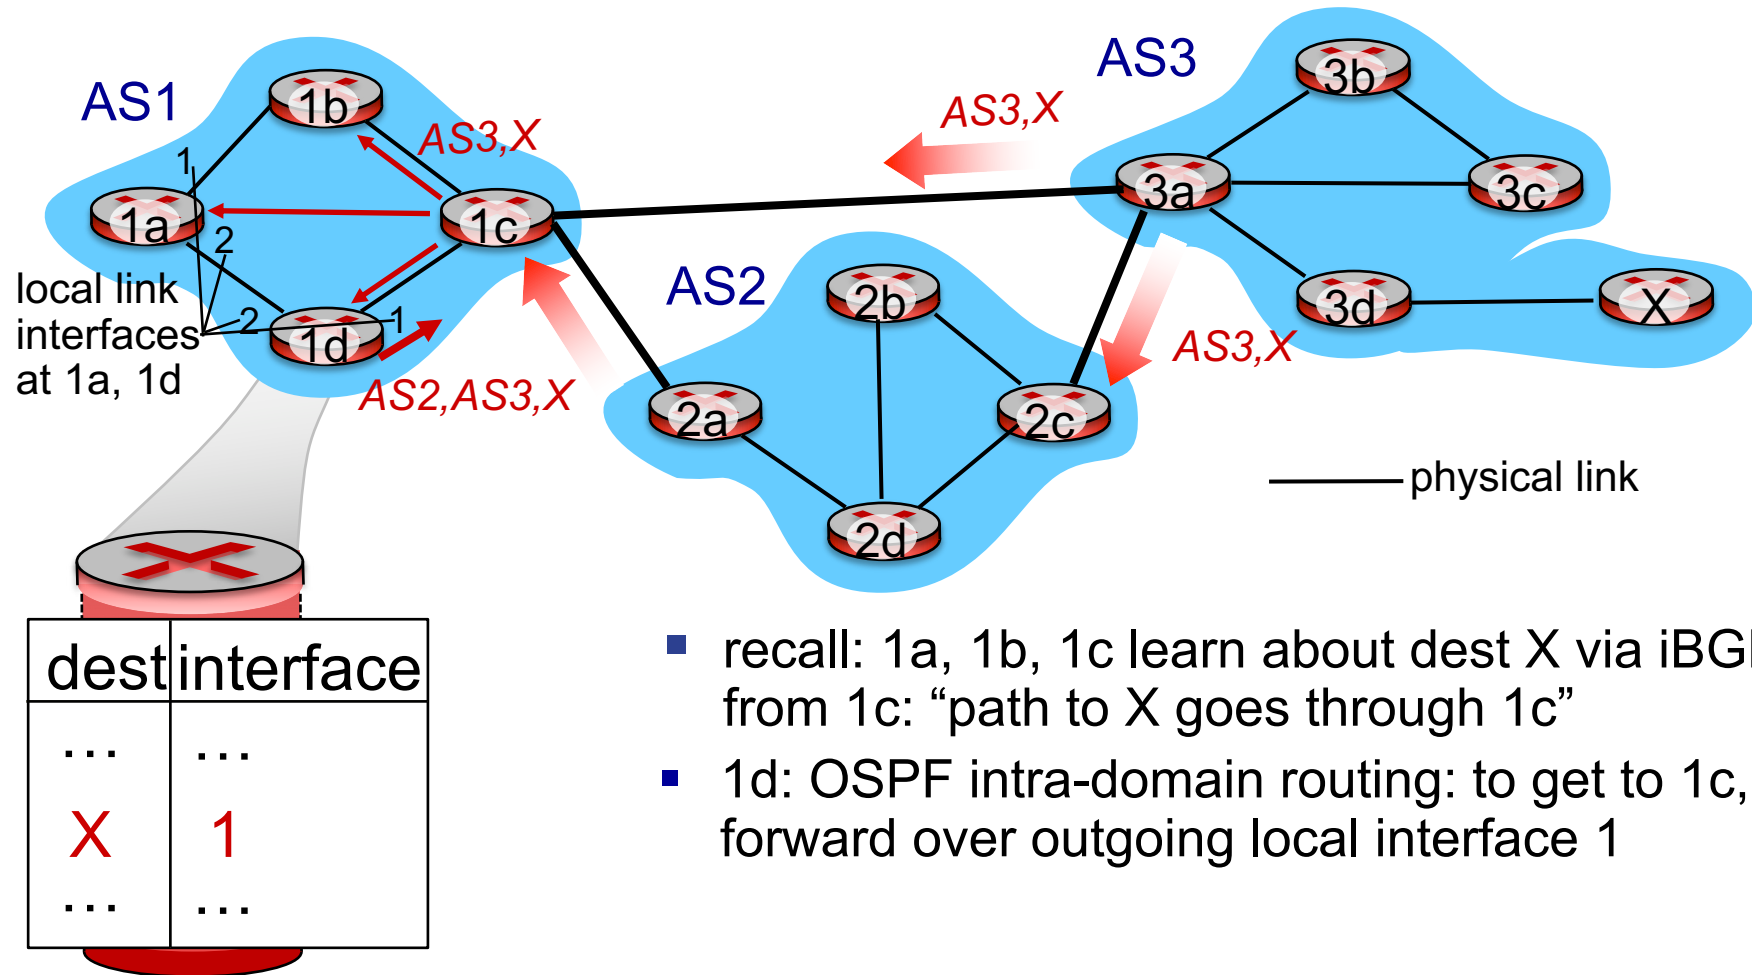 AS1
1b
AS3,X
1
1a
1c
2
local link
interfaces
at 1a, 1d
2
1
1d
AS2,AS3,X
AS3,X
AS3
3b
3a
3c
3d
X
AS2
2b
AS3,X
2a
2c
2d
physical link
dest interface
... ...
X 1
... ...
recall: 1a, 1b, 1c learn about dest X via iBG
from 1c: “path to X goes through 1c”
1d: OSPF intra-domain routing: to get to 1c,
forward over outgoing local interface 1